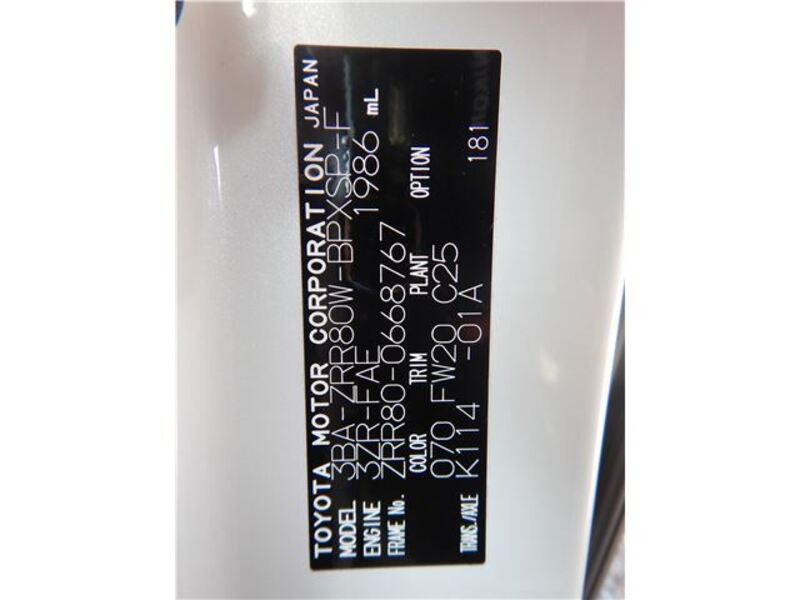 TOYOTA MOTOR CORPORATION JAPAN
MODEL 3BA-ZRR80W-BPXSP-F
ENGINE 3ZR-FAE 1986 mL
FRAME No. ZRR80-0668767
COLOR TRIM PLANT OPTION
070 FW20 C25
TRANS./AXLE K114 -01A 181